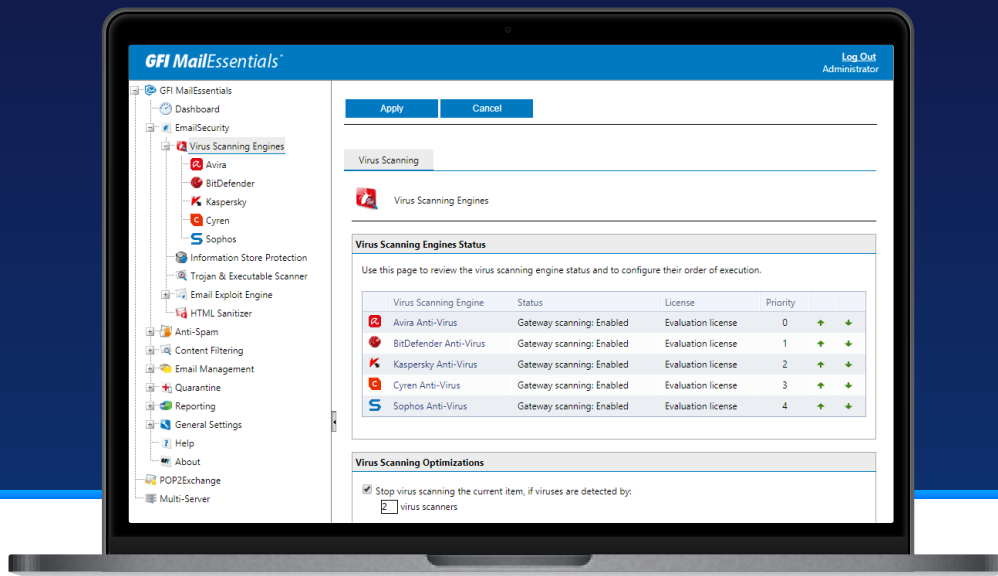 GFI MailEssentials
Log Out
Administrator
GFI MailEssentials
Dashboard
EmailSecurity
Virus Scanning Engines
Avira
BitDefender
Kaspersky
Cyren
Sophos
Information Store Protection
Trojan & Executable Scanner
Email Exploit Engine
HTML Sanitizer
Anti-Spam
Content Filtering
Email Management
Quarantine
Reporting
General Settings
Help
About
POP2Exchange
Multi-Server
Apply Cancel
Virus Scanning
Virus Scanning Engines
Virus Scanning Engines Status
Use this page to review the virus scanning engine status and to configure their order of execution.
Virus Scanning Engine Status License Priority
Avira Anti-Virus Gateway scanning: Enabled Evaluation license 0
BitDefender Anti-Virus Gateway scanning: Enabled Evaluation license 1
Kaspersky Anti-Virus Gateway scanning: Enabled Evaluation license 2
Cyren Anti-Virus Gateway scanning: Enabled Evaluation license 3
Sophos Anti-Virus Gateway scanning: Enabled Evaluation license 4
Virus Scanning Optimizations
Stop virus scanning the current item, if viruses are detected by:
2 virus scanners